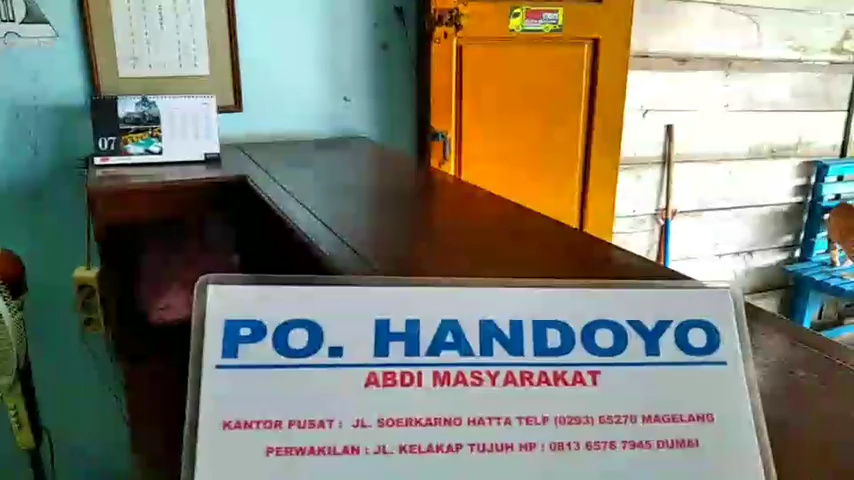 07
PO. HANDOYO
ABDI MASYARAKAT
KANTOR PUSAT : JL. SOERKARNO HATTA TELP (0293) 65270 MAGELANG
PERWAKILAN : JL. KELAKAP TUJUH HP : 0813 6576 7945 DUMAI